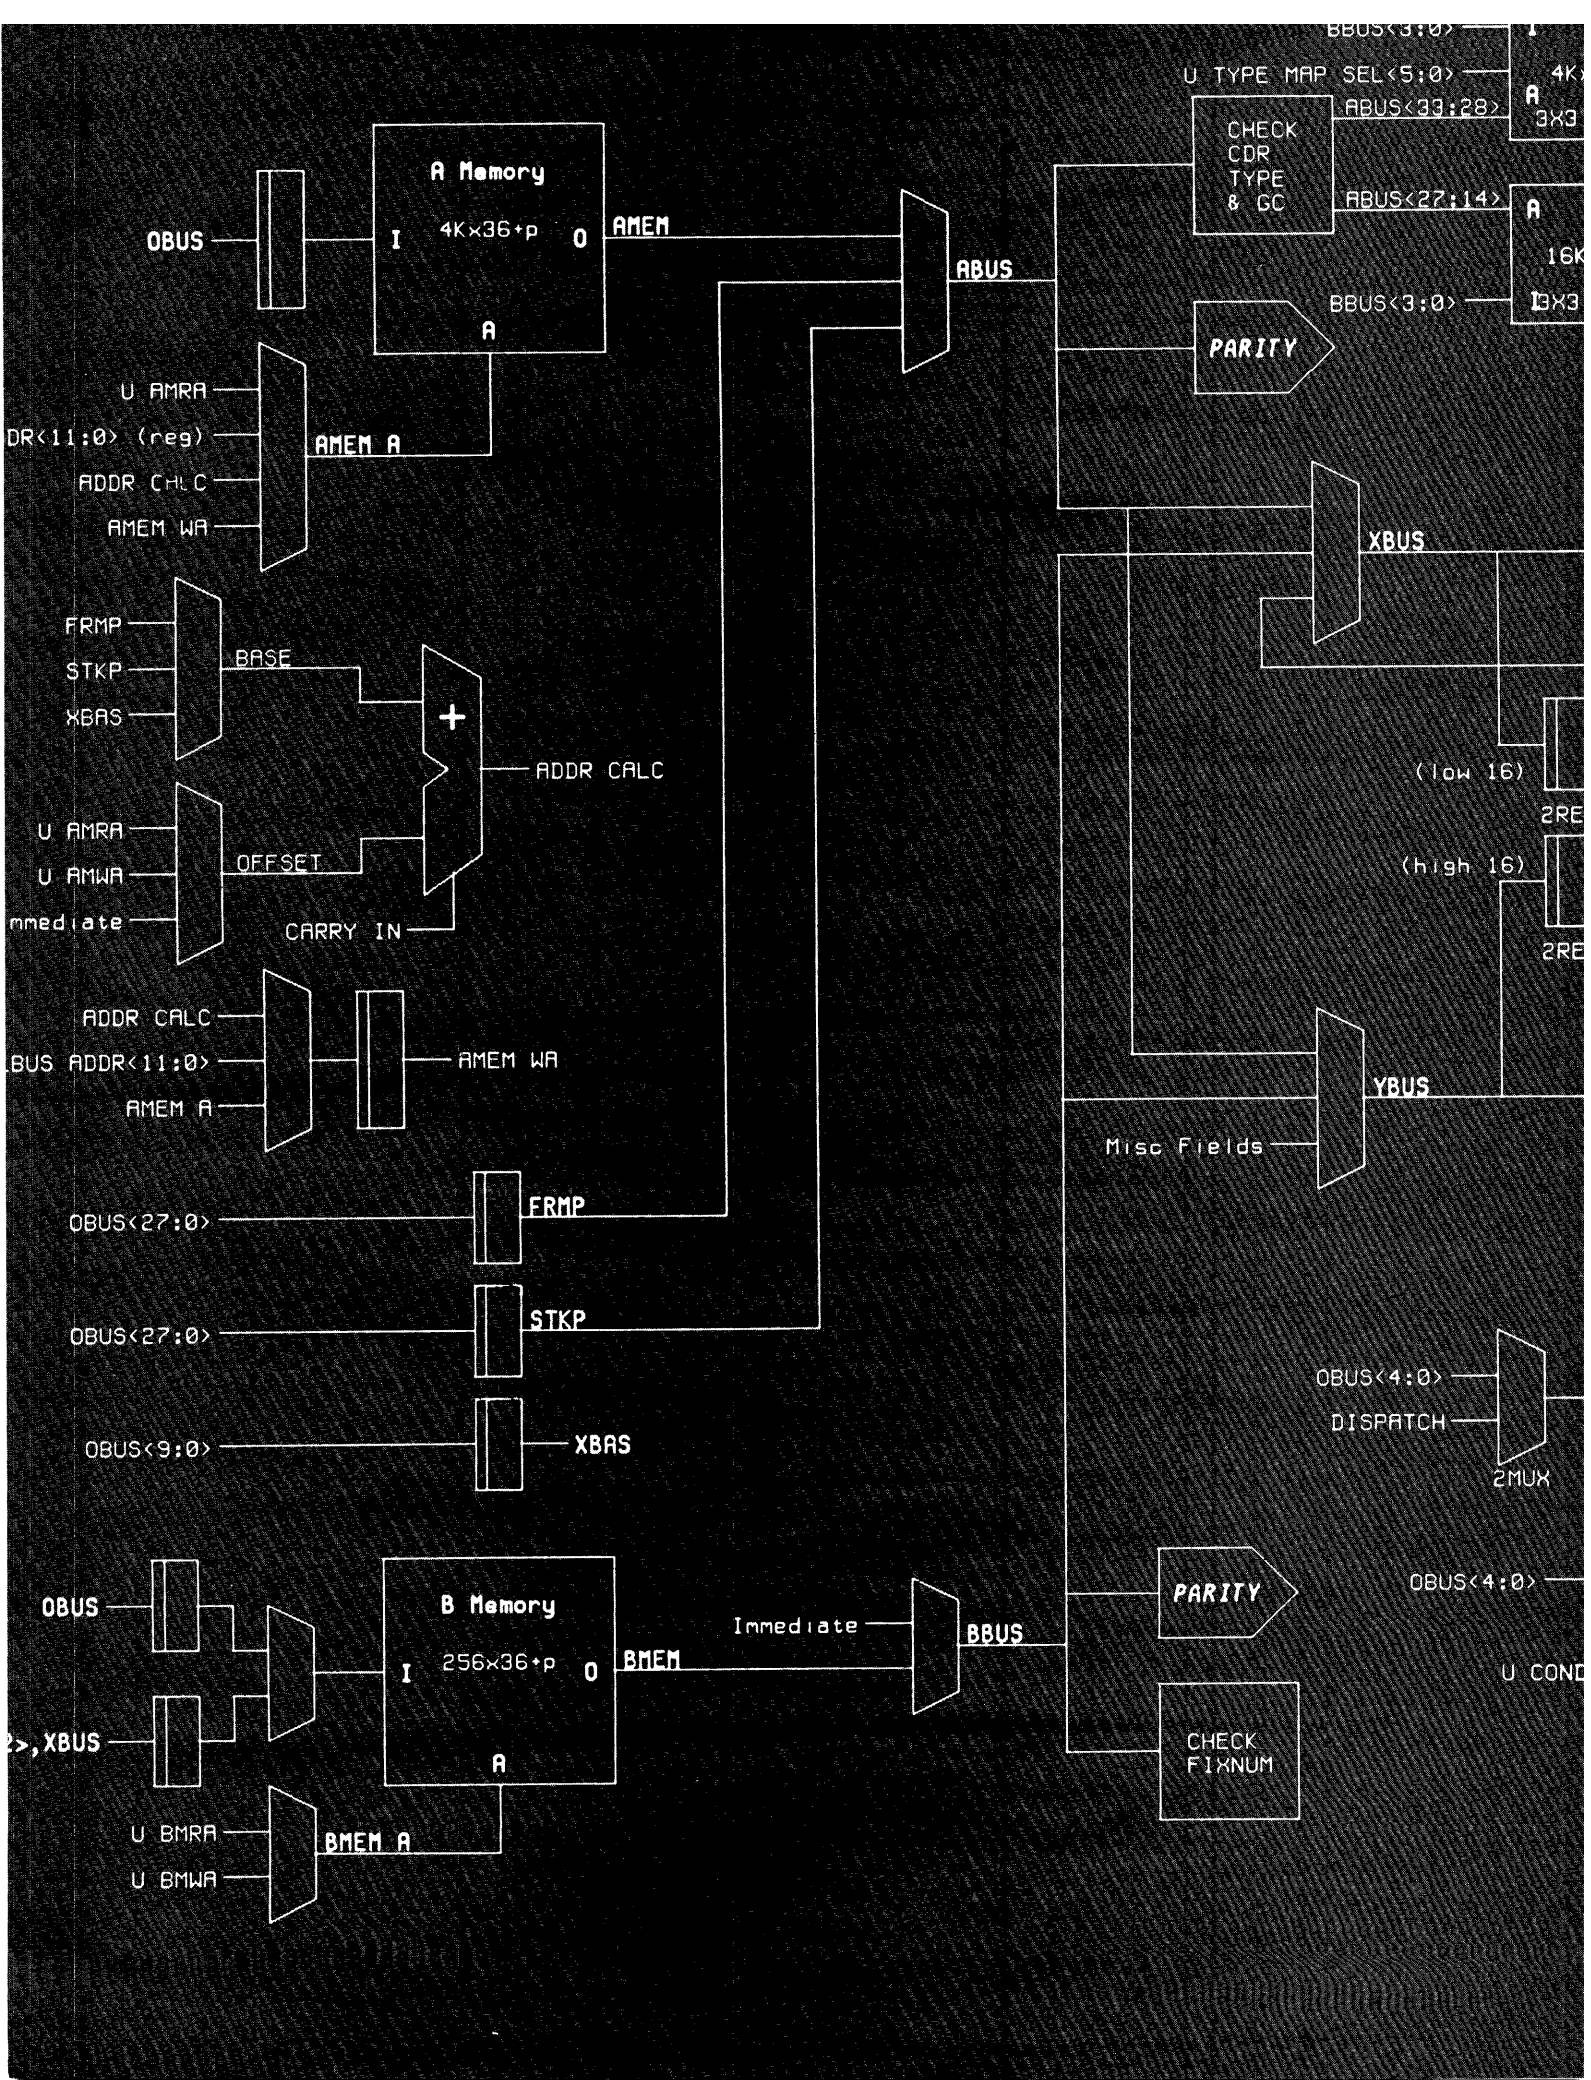 BBUS<3:0>
I
U TYPE MAP SEL<5:0>
4K
A
ABUS<33:28>
3X3
CHECK
CDR
TYPE
& GC
ABUS<27:14>
A
16K
BBUS<3:0>
I
3X3
A Memory
4Kx36+p
OBUS
I
O
AMEM
A
ABUS
PARITY
U AMRA
DR<11:0> (reg)
AMEM A
ADDR CALC
AMEM WA
XBUS
FRMP
STKP
XBAS
BASE
+
ADDR CALC
(low 16)
2RE
U AMRA
U AMWA
mmediate
OFFSET
CARRY IN
(high 16)
2RE
ADDR CALC
BUS ADDR<11:0>
AMEM A
AMEM WA
YBUS
Misc Fields
OBUS<27:0>
FRMP
OBUS<27:0>
STKP
OBUS<9:0>
XBAS
OBUS<4:0>
DISPATCH
2MUX
OBUS
B Memory
256x36+p
I
O
BMEM
A
Immediate
BBUS
PARITY
OBUS<4:0>
U COND
>,XBUS
CHECK
FIXNUM
U BMRA
BMEM A
U BMWA